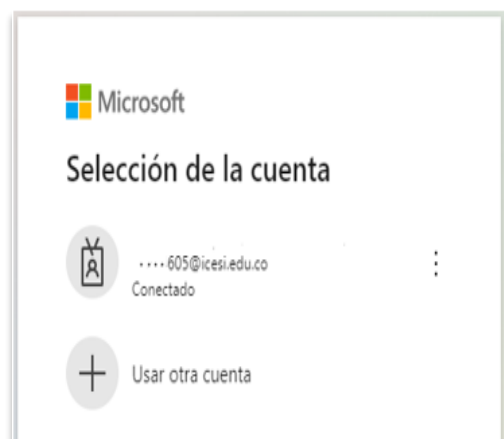 Microsoft
Selección de la cuenta
····605@icesi.edu.co
Conectado
Usar otra cuenta